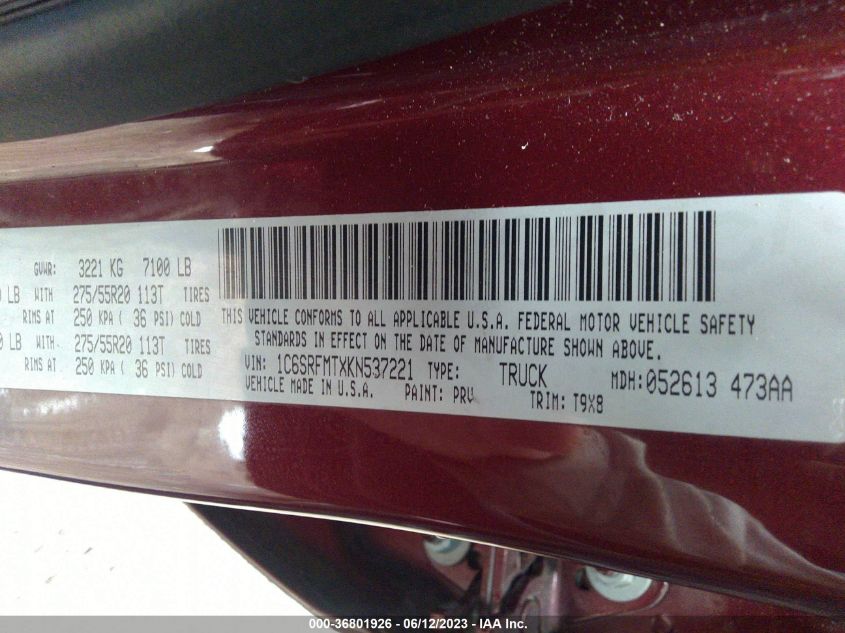 GVWR: 3221 KG 7100 LB
LB WITH 275/55R20 113T TIRES
RIMS AT 250 KPA ( 36 PSI) COLD
LB WITH 275/55R20 113T TIRES
RIMS AT 250 KPA ( 36 PSI) COLD
THIS VEHICLE CONFORMS TO ALL APPLICABLE U.S.A. FEDERAL MOTOR VEHICLE SAFETY
STANDARDS IN EFFECT ON THE DATE OF MANUFACTURE SHOWN ABOVE.
VIN: 1C6SRFMTXKN537221 TYPE: TRUCK MDH:052613 473AA
VEHICLE MADE IN U.S.A. PAINT: PRV TRIM: T9X8
000-36801926 - 06/12/2023 - IAA Inc.